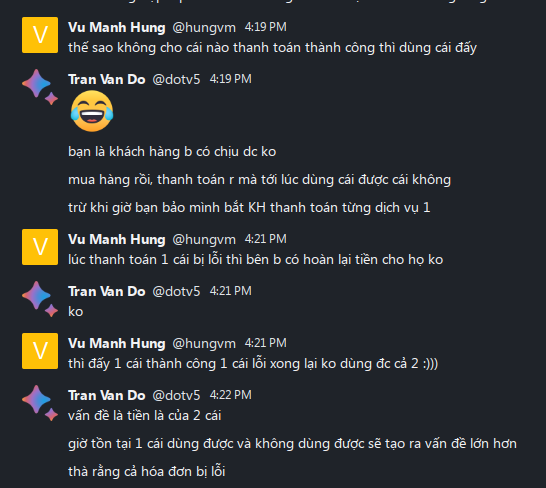 Vu Manh Hung @hungvm 4:19 PM
thế sao không cho cái nào thanh toán thành công thì dùng cái đấy
Tran Van Do @dotv5 4:19 PM
bạn là khách hàng b có chịu dc ko
mua hàng rồi, thanh toán r mà tới lúc dùng cái được cái không
trừ khi giờ bạn bảo mình bắt KH thanh toán từng dịch vụ 1
V
Vu Manh Hung @hungvm 4:21 PM
lúc thanh toán 1 cái bị lỗi thì bên b có hoàn lại tiền cho họ ko
Tran Van Do @dotv5 4:21 PM
ko
V
Vu Manh Hung @hungvm 4:21 PM
thì đấy 1 cái thành công 1 cái lỗi xong lại ko dùng đc cả 2 :)))
Tran Van Do @dotv5 4:22 PM
vấn đề là tiền là của 2 cái
giờ tồn tại 1 cái dùng được và không dùng được sẽ tạo ra vấn đề lớn hơn
thà rằng cả hóa đơn bị lỗi